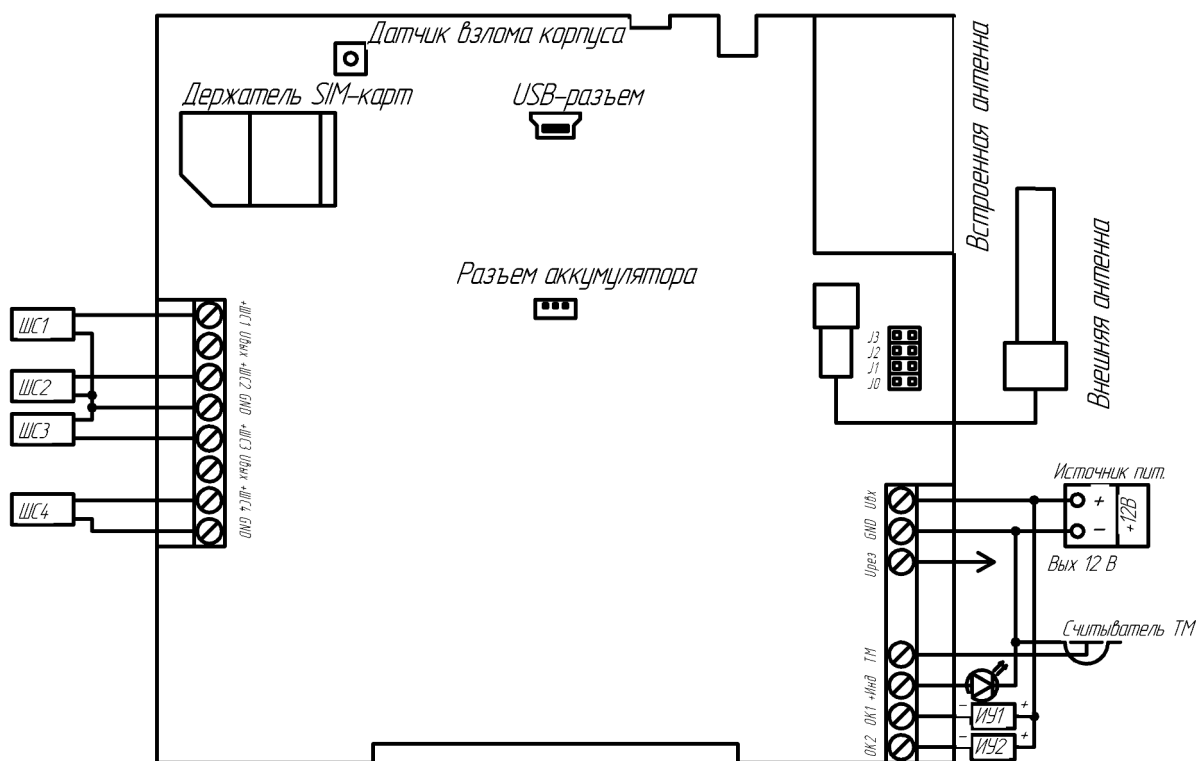 Датчик взлома корпуса
Держатель SIM-карт
USB-разъем
Встроенная антенна
Внешняя антенна
Разъем аккумулятора
J3
J2
J1
J0
ШС1
ШС2
ШС3
ШС4
+ШС1 Uвых +ШС2 GND
+ШС3 Uвых +ШС4 GND
Uвх
GND
Uрез
ТМ
+Инд
ОК1
ОК2
Источник пит.
+
−
+12В
Вых 12 В
Считыватель ТМ
− ИУ1 +
− ИУ2 +